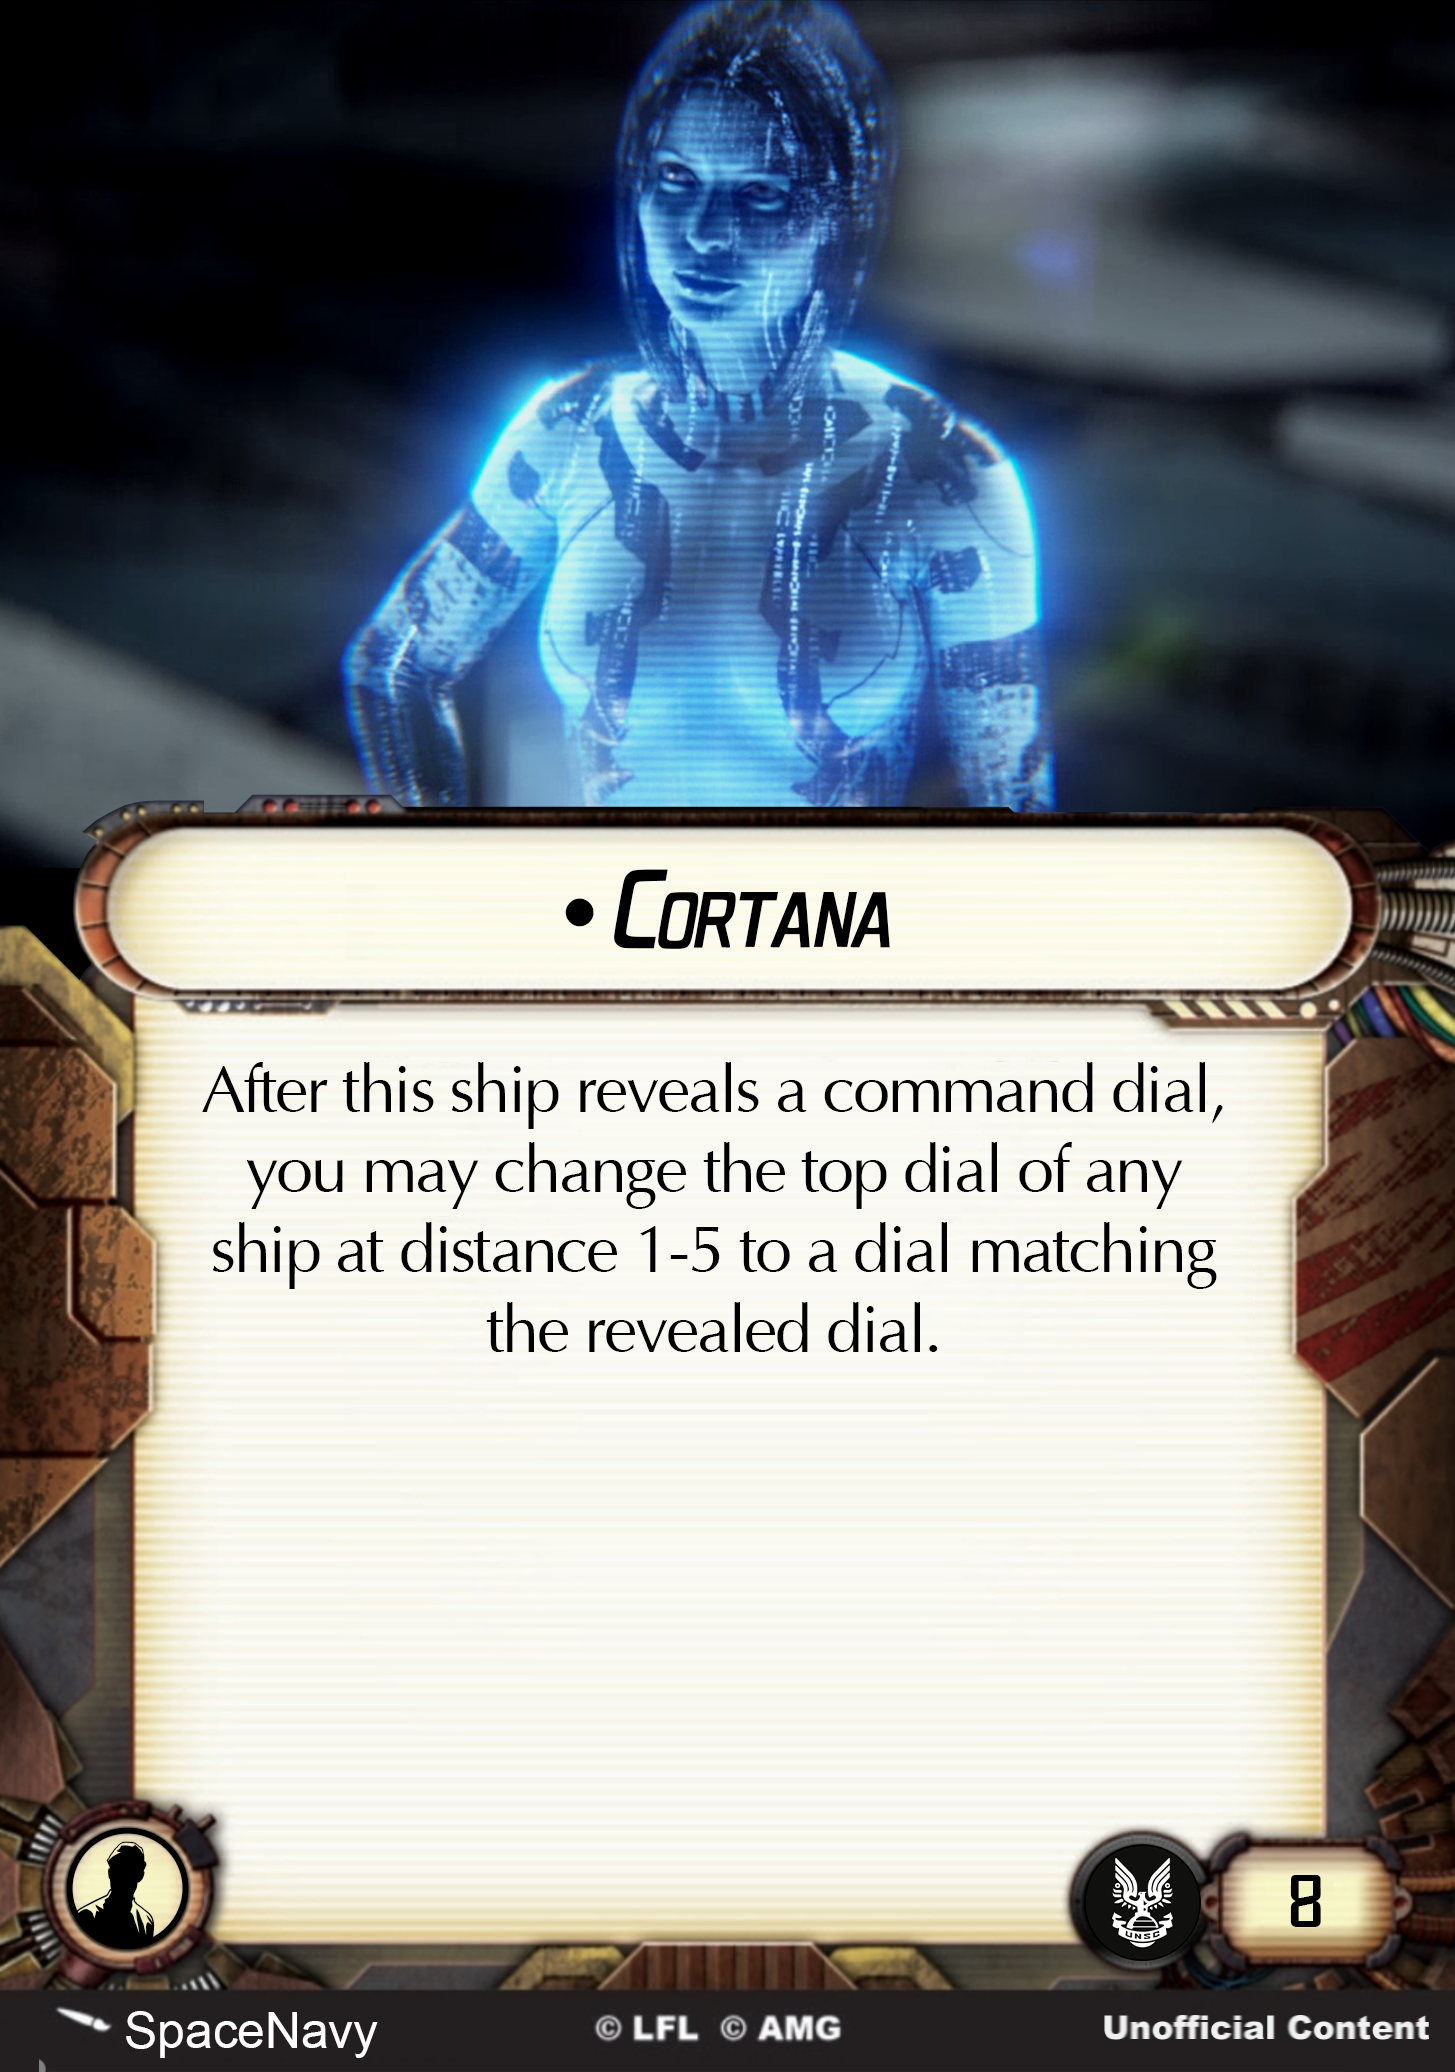 • Cortana
After this ship reveals a command dial,
you may change the top dial of any
ship at distance 1-5 to a dial matching
the revealed dial.
UNSC
8
SpaceNavy
© LFL © AMG
Unofficial Content